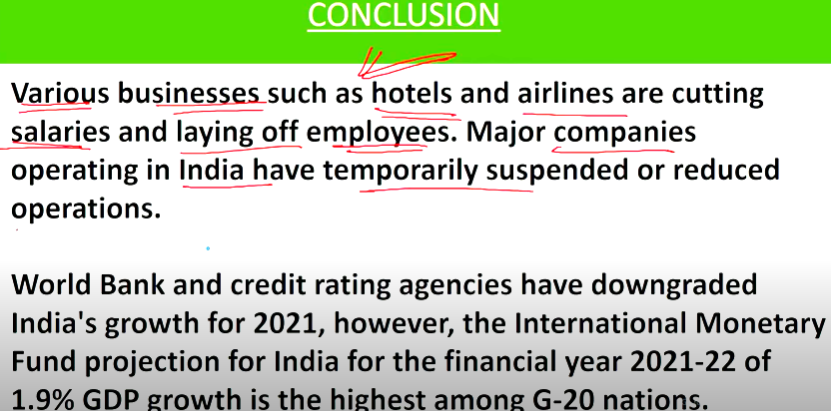 CONCLUSION
Various businesses such as hotels and airlines are cutting
salaries and laying off employees. Major companies
operating in India have temporarily suspended or reduced
operations.
World Bank and credit rating agencies have downgraded
India's growth for 2021, however, the International Monetary
Fund projection for India for the financial year 2021-22 of
1.9% GDP growth is the highest among G-20 nations.